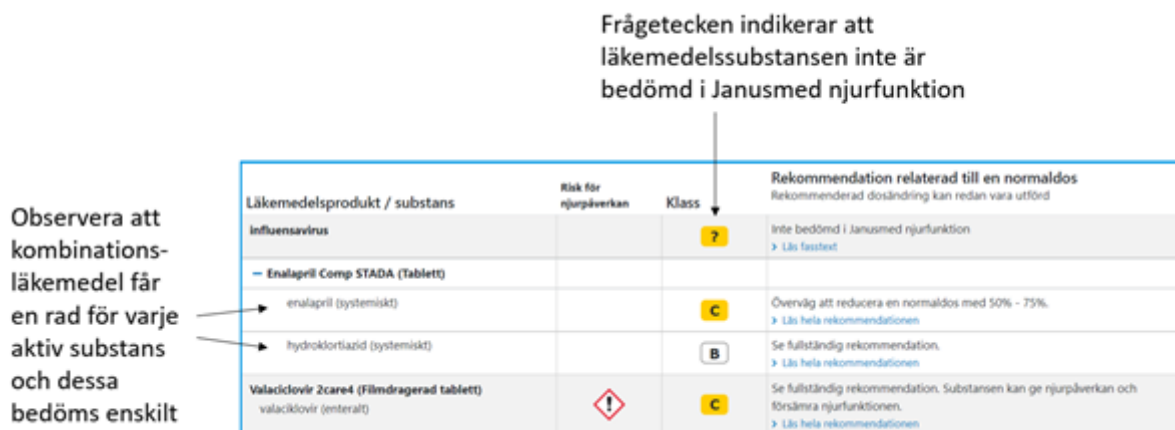 Frågetecken indikerar att
läkemedelssubstansen inte är
bedömd i Janusmed njurfunktion
Observera att
kombinations-
läkemedel får
en rad för varje
aktiv substans
och dessa
bedöms enskilt
Läkemedelsprodukt / substans
Risk för
njurpåverkan
Klass
Rekommendation relaterad till en normaldos
Rekommenderad dosändring kan redan vara utförd
influensavirus
?
Inte bedömd i Janusmed njurfunktion
> Läs fasstext
− Enalapril Comp STADA (Tablett)
enalapril (systemiskt)
C
Överväg att reducera en normaldos med 50% - 75%.
> Läs hela rekommendationen
hydroklortiazid (systemiskt)
B
Se fullständig rekommendation.
> Läs hela rekommendationen
Valaciclovir 2care4 (Filmdragerad tablett)
valaciklovir (enteralt)
!
C
Se fullständig rekommendation. Substansen kan ge njurpåverkan och
försämra njurfunktionen.
> Läs hela rekommendationen